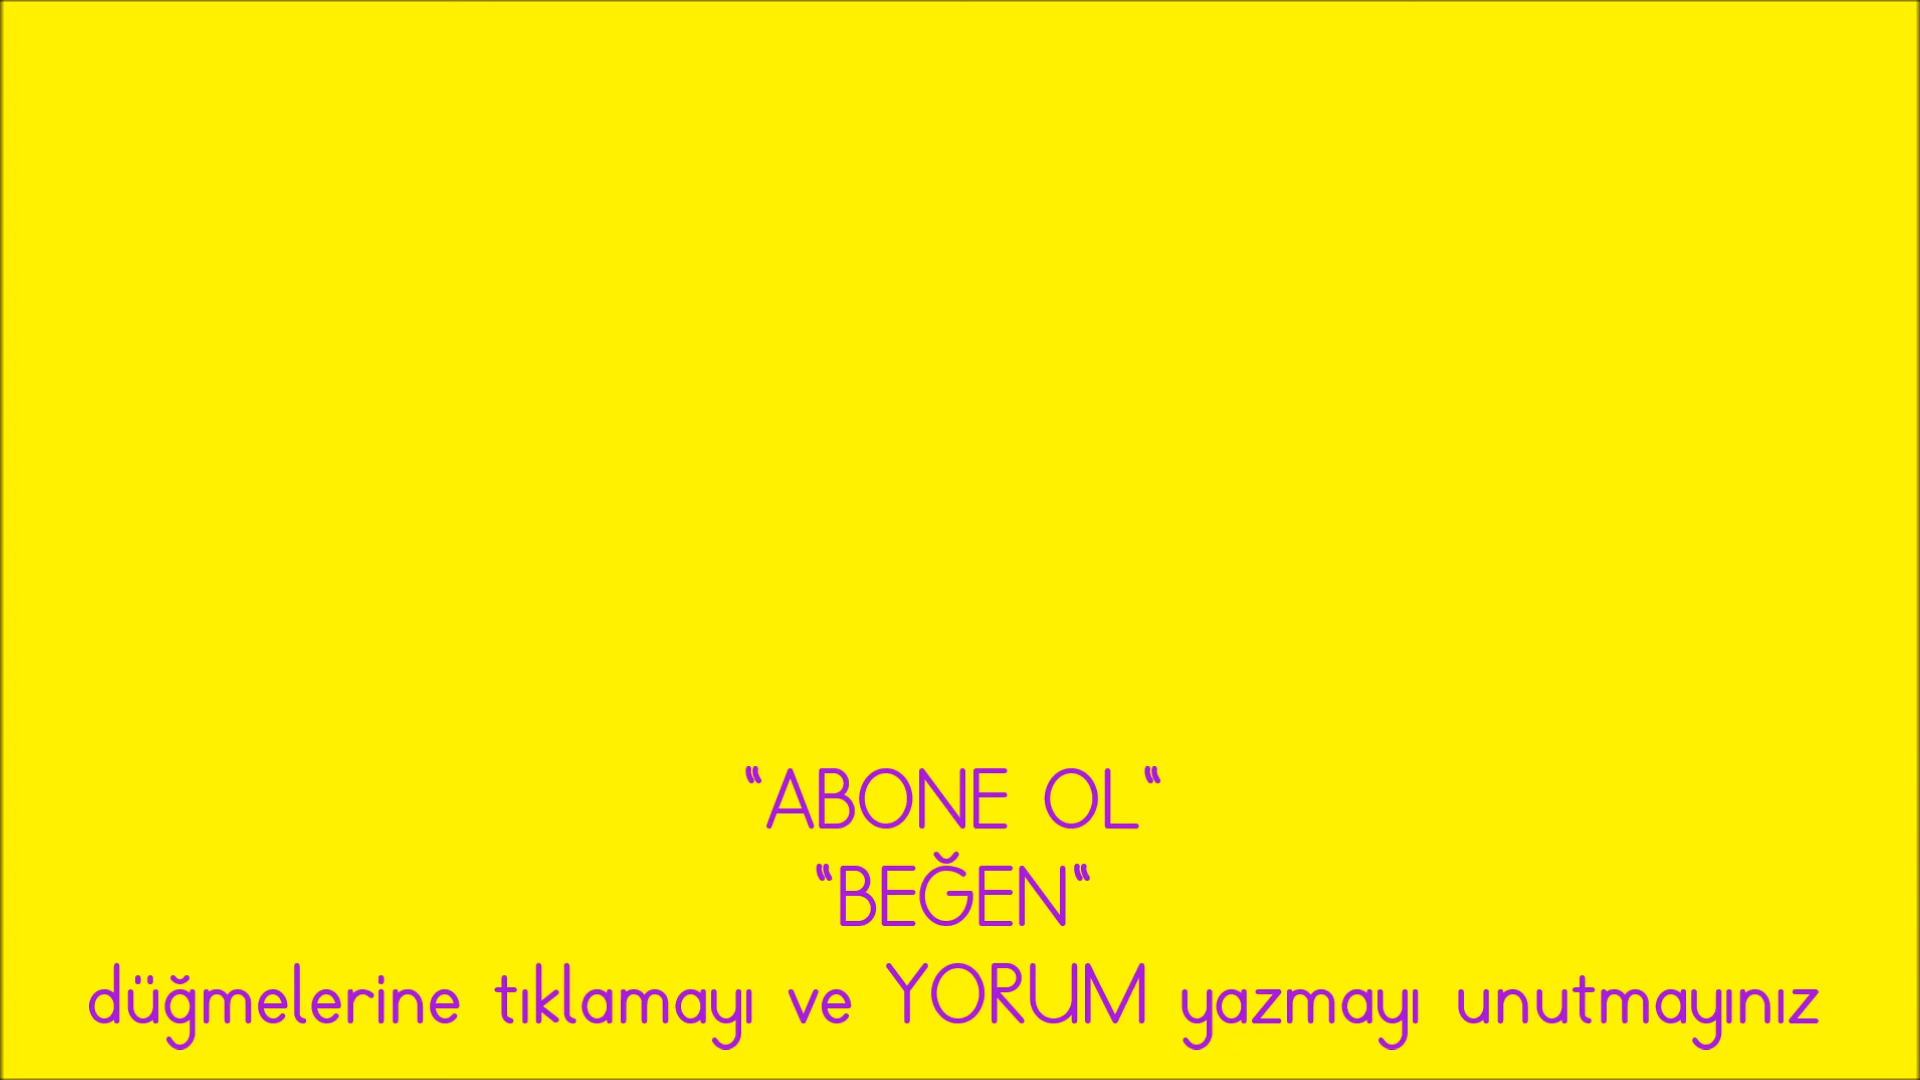 “ABONE OL“
“BEĞEN“
düğmelerine tıklamayı ve YORUM yazmayı unutmayınız